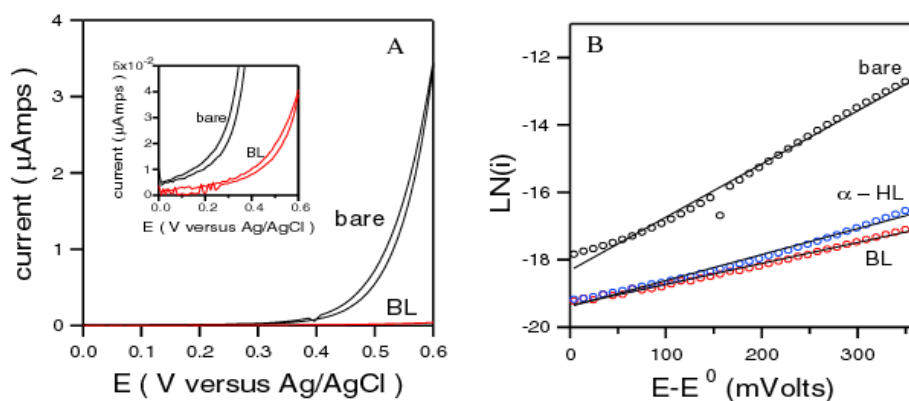 A
4
3
2
1
0
current ( µAmps )
0.0 0.1 0.2 0.3 0.4 0.5 0.6
E ( V versus Ag/AgCl )
bare
BL
5x10⁻²
4
3
2
1
0
current ( µAmps )
0.0 0.2 0.4 0.6
E ( V versus Ag/AgCl )
bare
BL
B
-12
-14
-16
-18
-20
LN(i)
0 100 200 300
E-E⁰ (mVolts)
bare
α – HL
BL